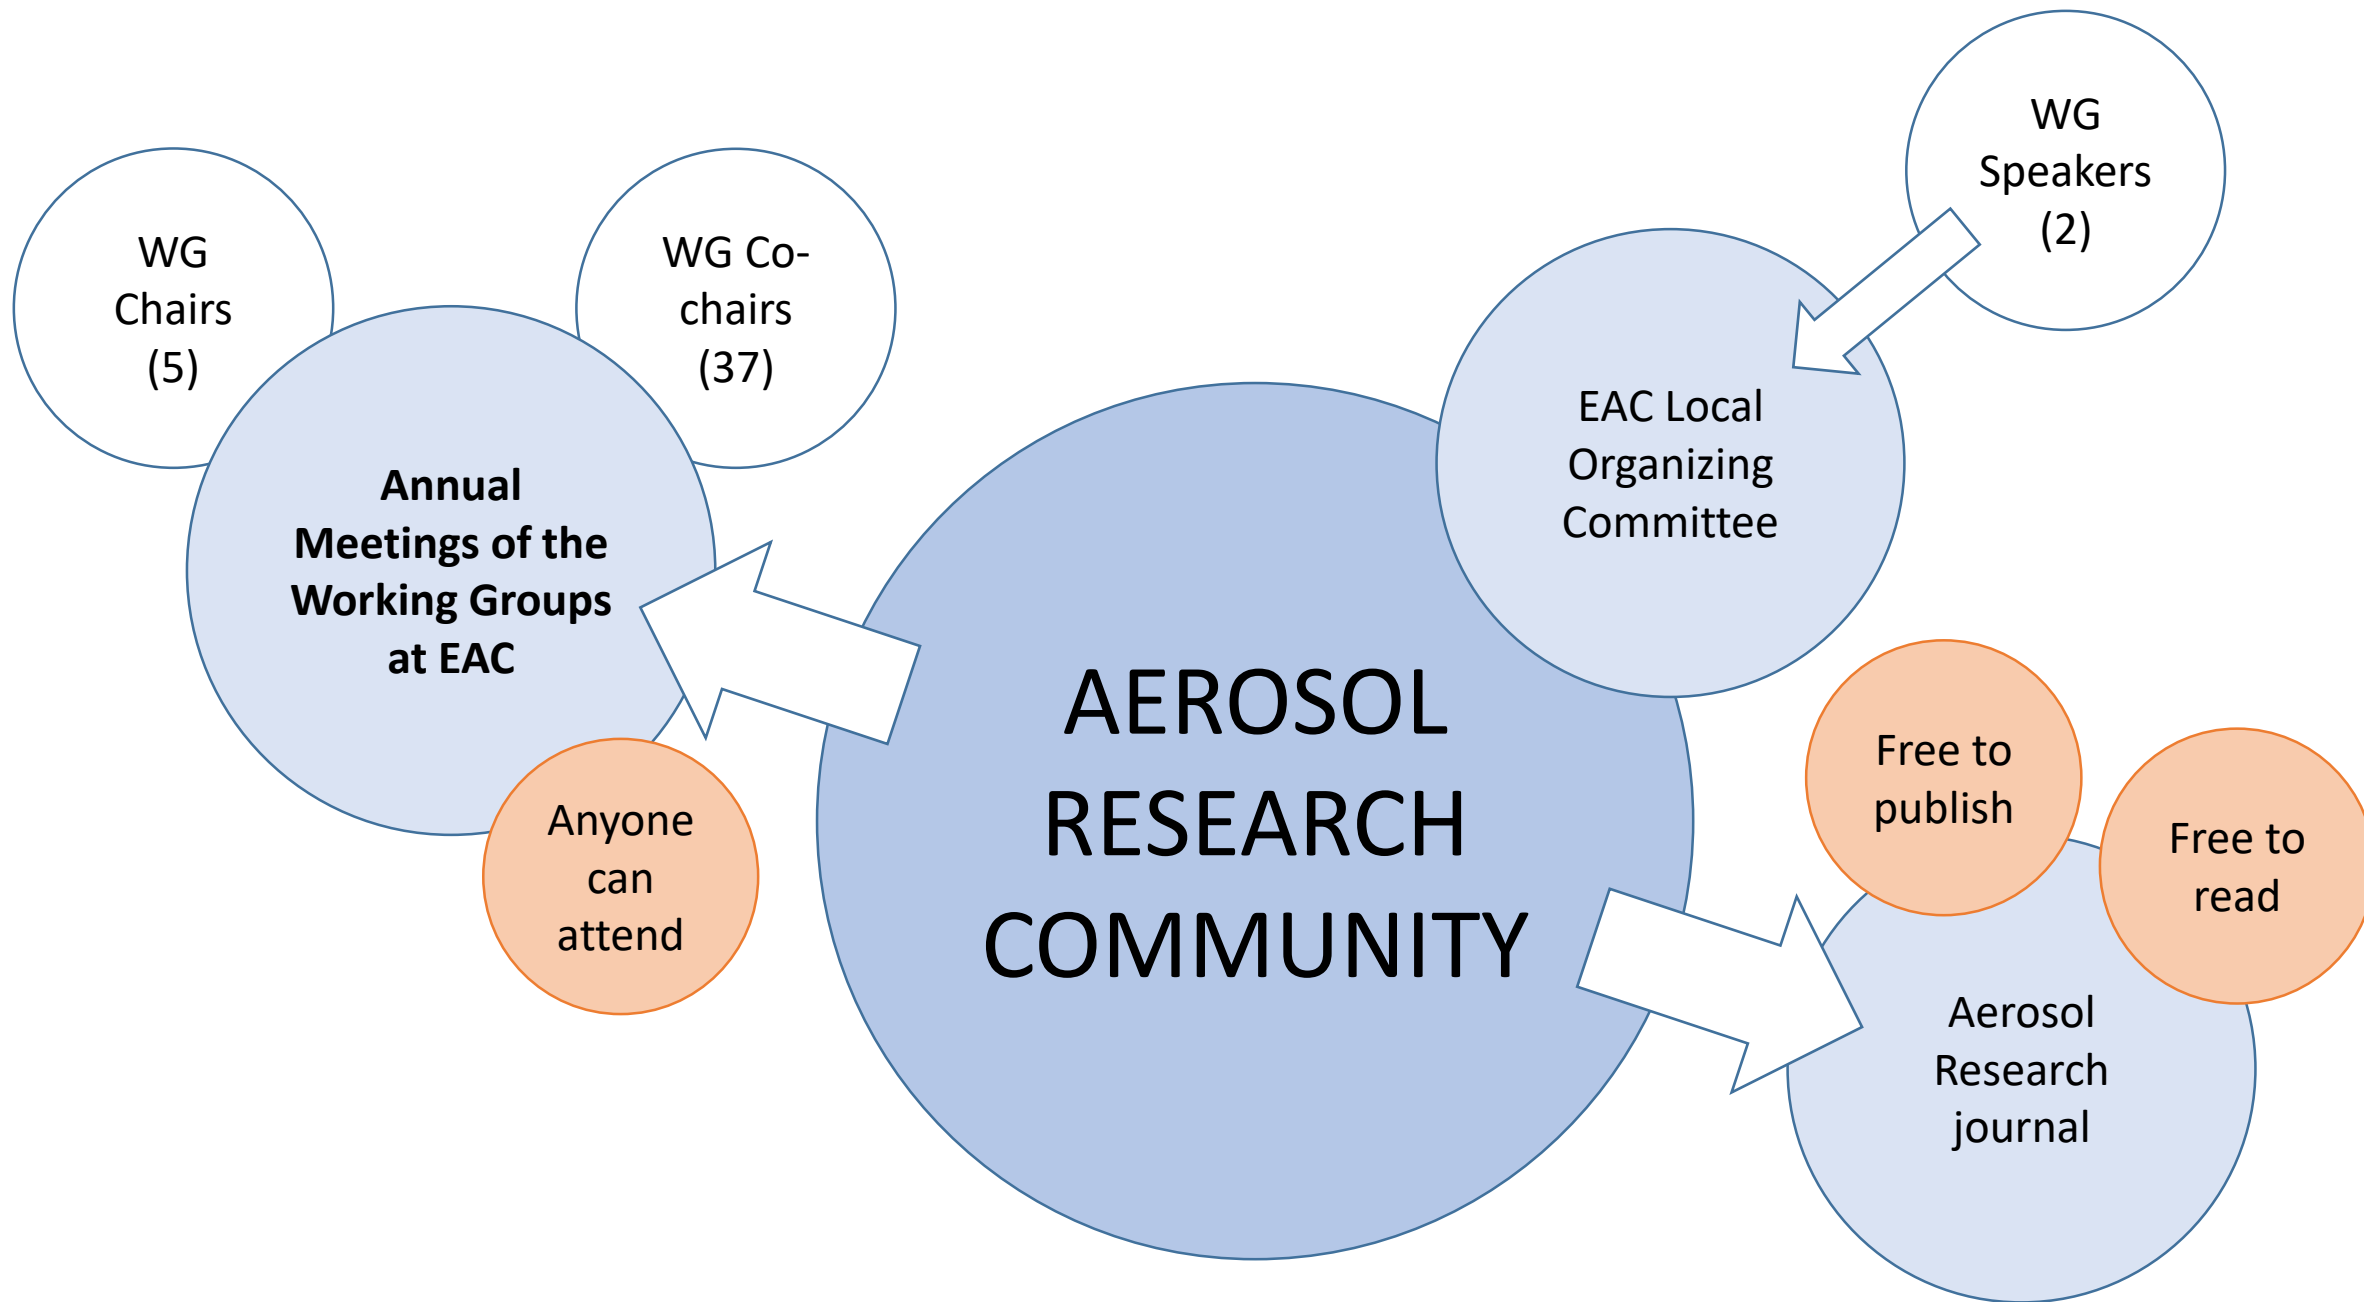 WG
Chairs
(5)
WG Co-
chairs
(37)
Annual
Meetings of the
Working Groups
at EAC
Anyone
can
attend
AEROSOL
RESEARCH
COMMUNITY
WG
Speakers
(2)
EAC Local
Organizing
Committee
Free to
publish
Free to
read
Aerosol
Research
journal